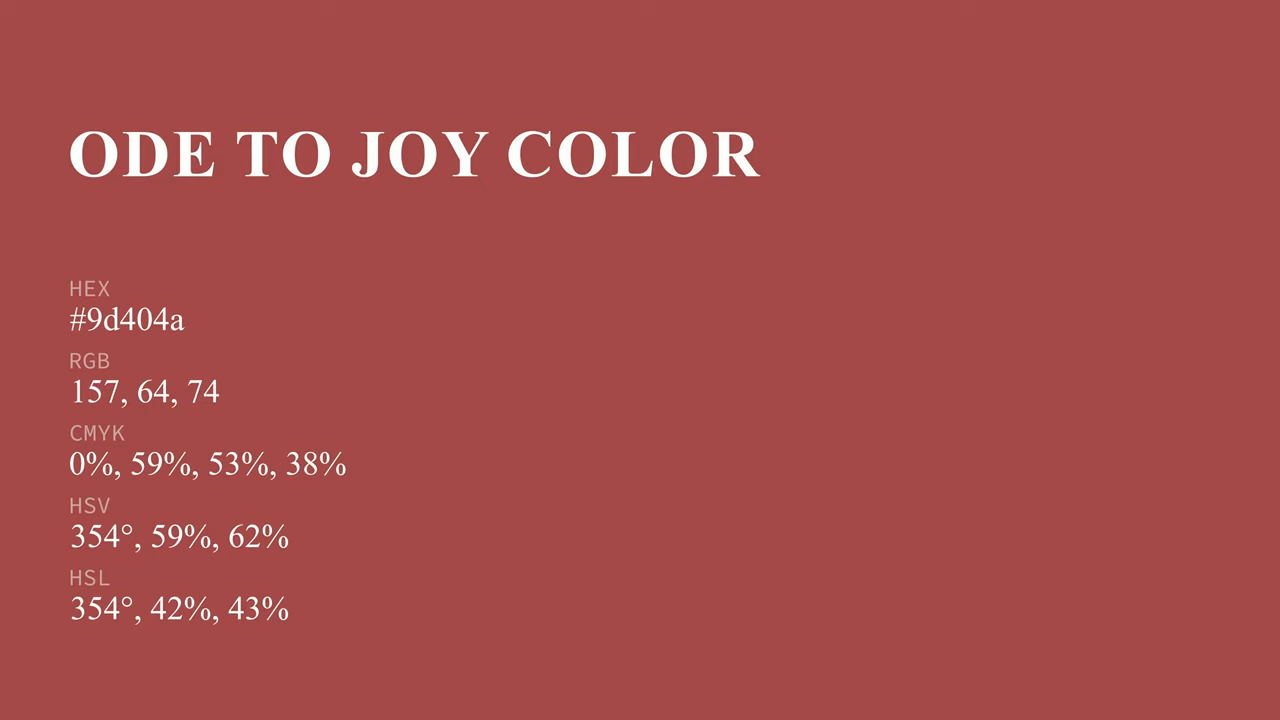 ODE TO JOY COLOR
HEX
#9d404a
RGB
157, 64, 74
CMYK
0%, 59%, 53%, 38%
HSV
354°, 59%, 62%
HSL
354°, 42%, 43%